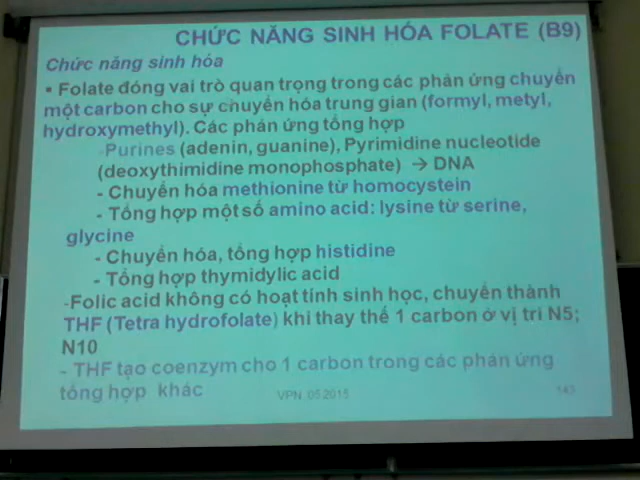 CHỨC NĂNG SINH HÓA FOLATE (B9)
Chức năng sinh hóa
▪ Folate đóng vai trò quan trọng trong các phản ứng chuyển
một carbon cho sự chuyển hóa trung gian (formyl, metyl,
hydroxymethyl). Các phản ứng tổng hợp
-Purines (adenin, guanine), Pyrimidine nucleotide
(deoxythimidine monophosphate) → DNA
- Chuyển hóa methionine từ homocystein
- Tổng hợp một số amino acid: lysine từ serine,
glycine
- Chuyển hóa, tổng hợp histidine
- Tổng hợp thymidylic acid
-Folic acid không có hoạt tính sinh học, chuyển thành
THF (Tetra hydrofolate) khi thay thế 1 carbon ở vị trí N5;
N10
- THF tạo coenzym cho 1 carbon trong các phản ứng
tổng hợp khác
VPN 05 2015
143